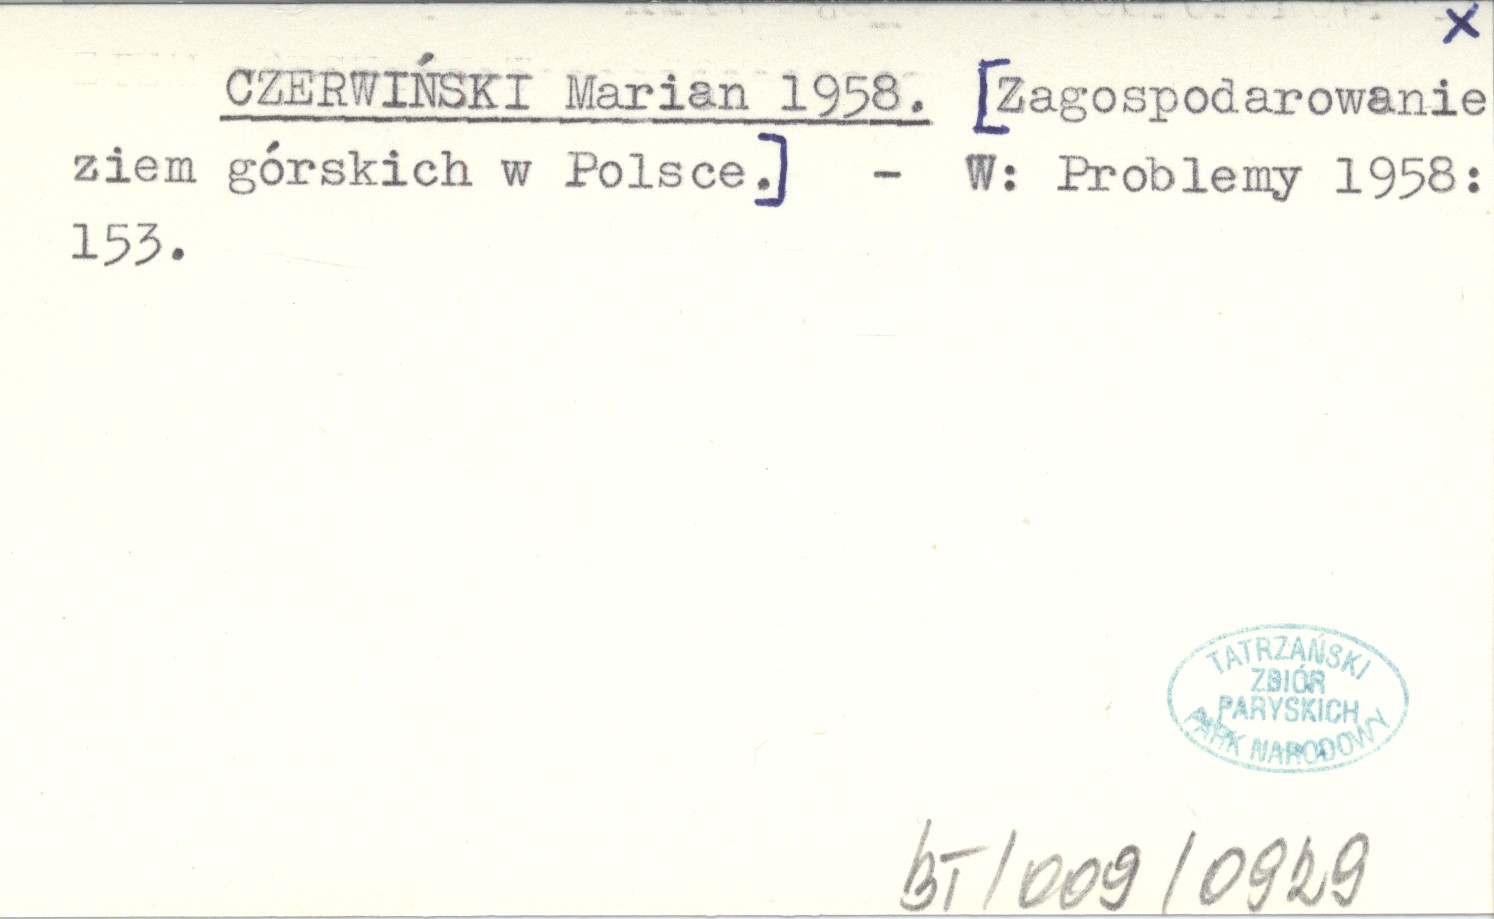 x
CZERWIŃSKI Marian 1958. [Zagospodarowanie
ziem górskich w Polsce.] - W: Problemy 1958:
153.
TATRZAŃSKI
ZBIÓR
PARYSKICH
PARK NARODOWY
BT/009/0929